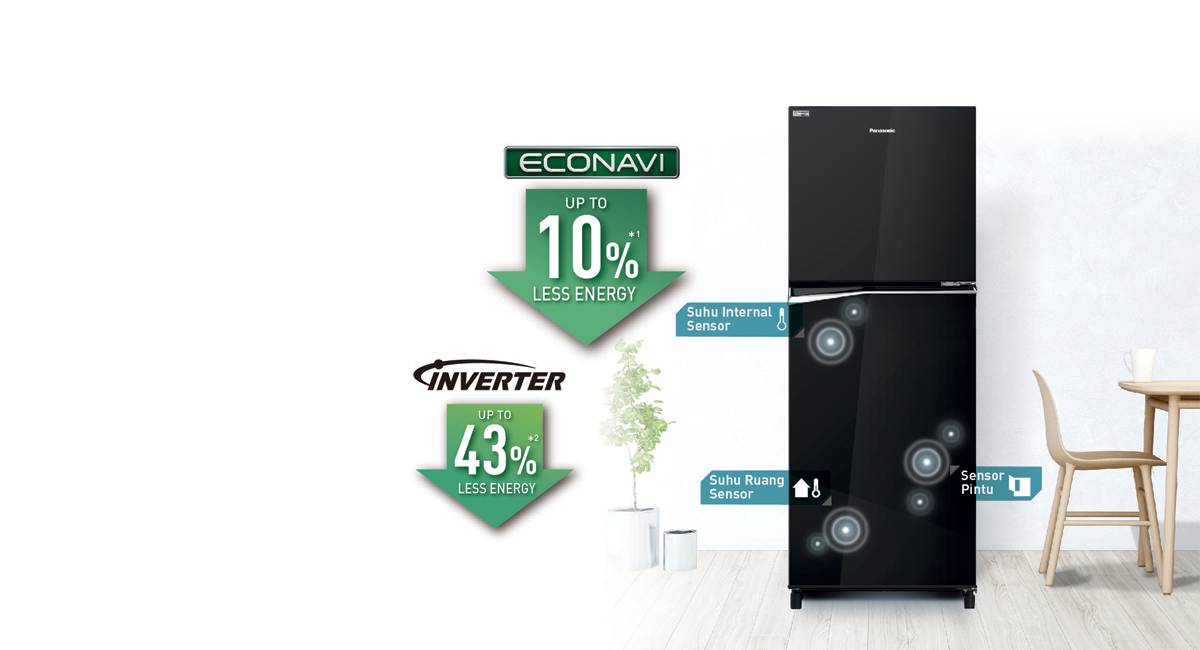 Panasonic
ECONAVI
UP TO
10%*1
LESS ENERGY
Suhu Internal
Sensor
INVERTER
UP TO
43%*2
LESS ENERGY
Suhu Ruang
Sensor
Sensor
Pintu